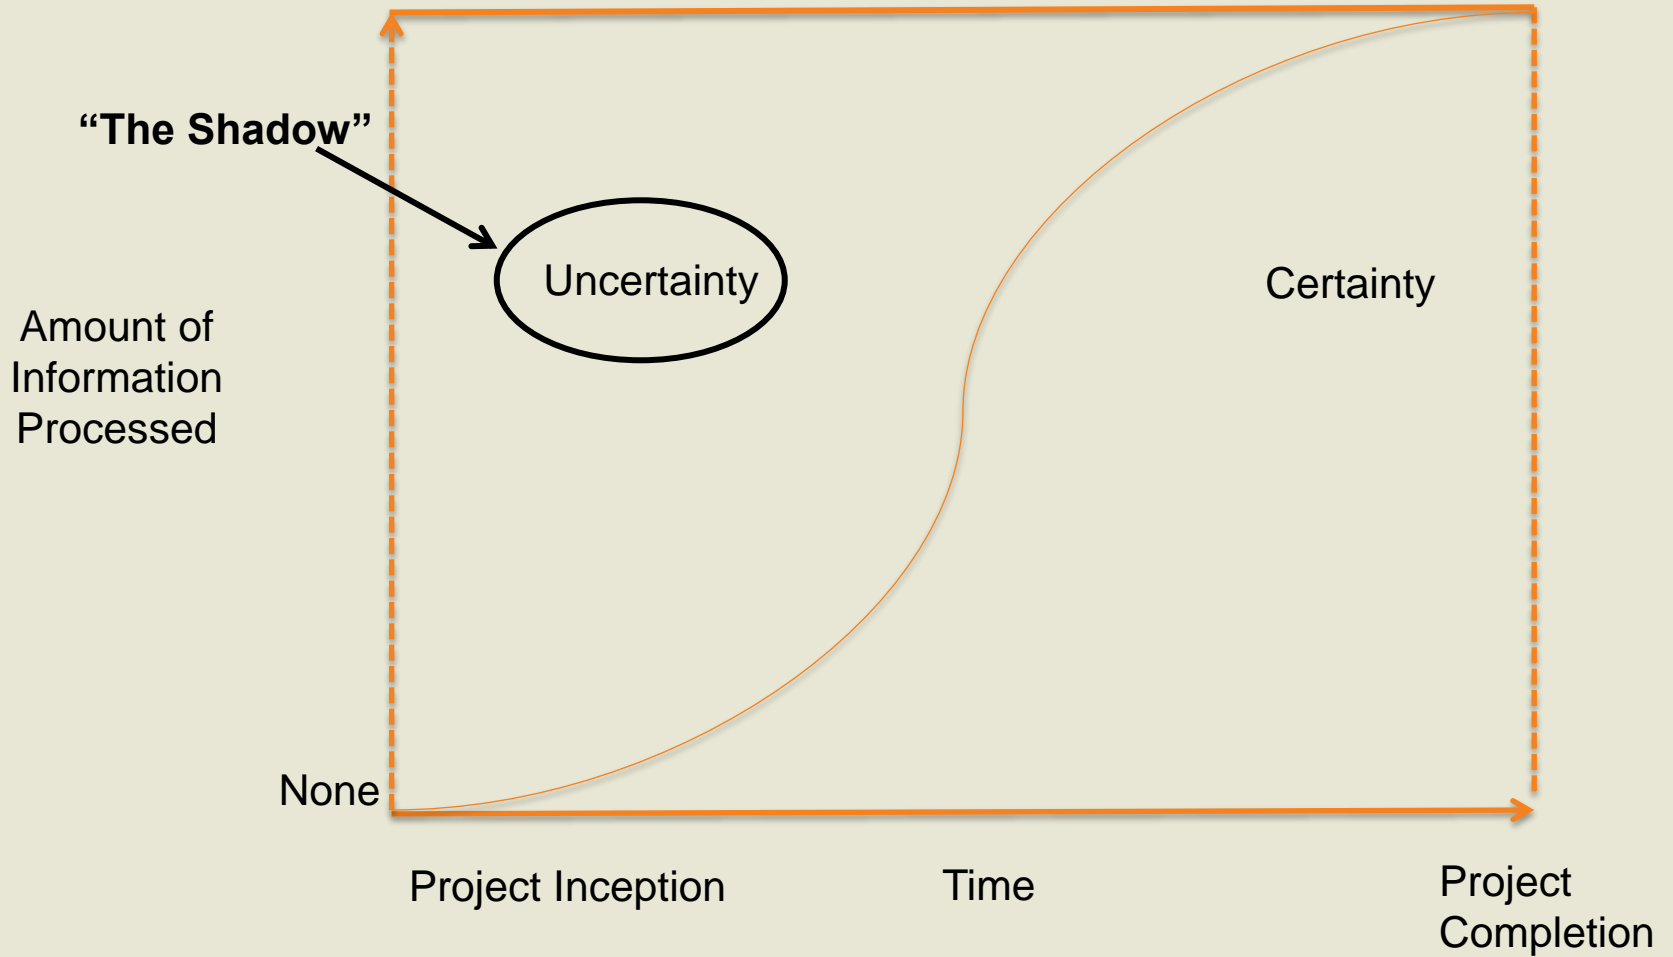 “The Shadow”
Uncertainty
Certainty
Amount of
Information
Processed
None
Project Inception
Time
Project
Completion